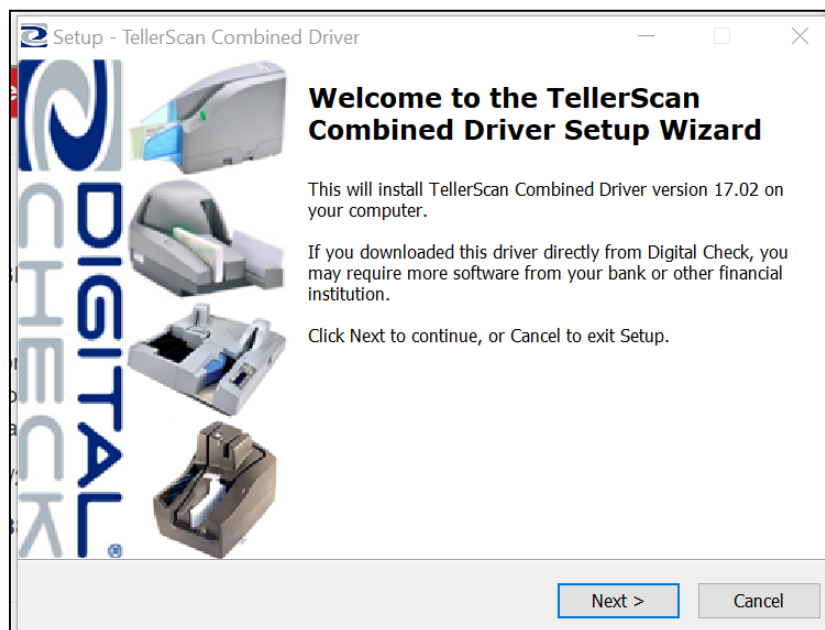 Setup - TellerScan Combined Driver
Welcome to the TellerScan
Combined Driver Setup Wizard
This will install TellerScan Combined Driver version 17.02 on
your computer.
If you downloaded this driver directly from Digital Check, you
may require more software from your bank or other financial
institution.
Click Next to continue, or Cancel to exit Setup.
DIGITAL®
CHECK
Next >
Cancel